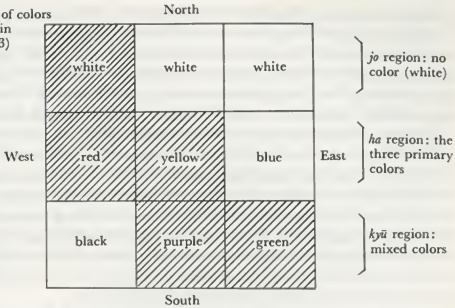 of colors
in
3)
North
white white white
jo region: no
color (white)
West red yellow blue East
ha region: the
three primary
colors
black purple green
kyū region:
mixed colors
South